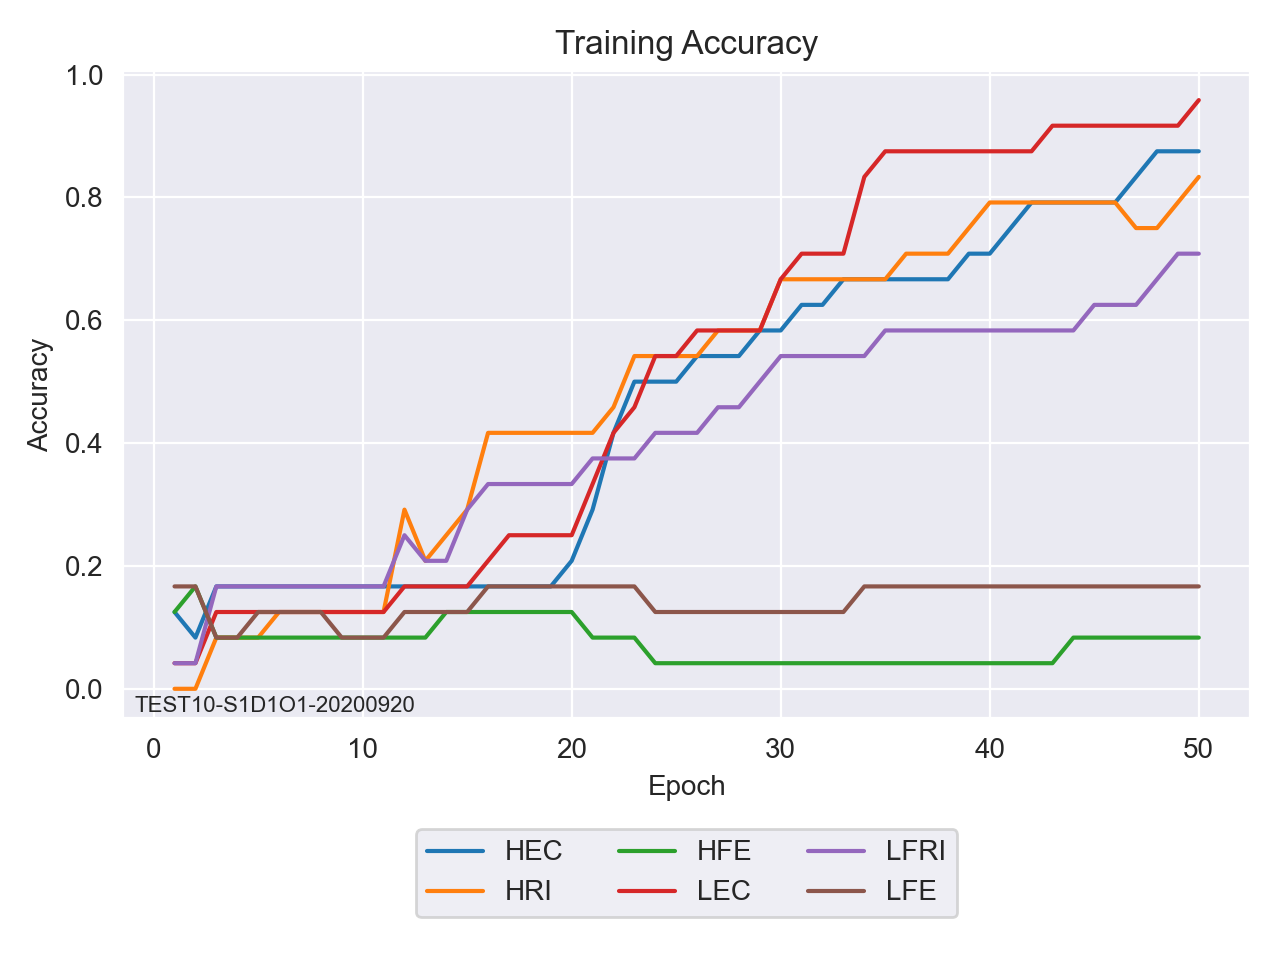 Training Accuracy
1.0
0.8
0.6
0.4
0.2
0.0
Accuracy
TEST10-S1D1O1-20200920
0 10 20 30 40 50
Epoch
HEC HFE LFRI
HRI LEC LFE